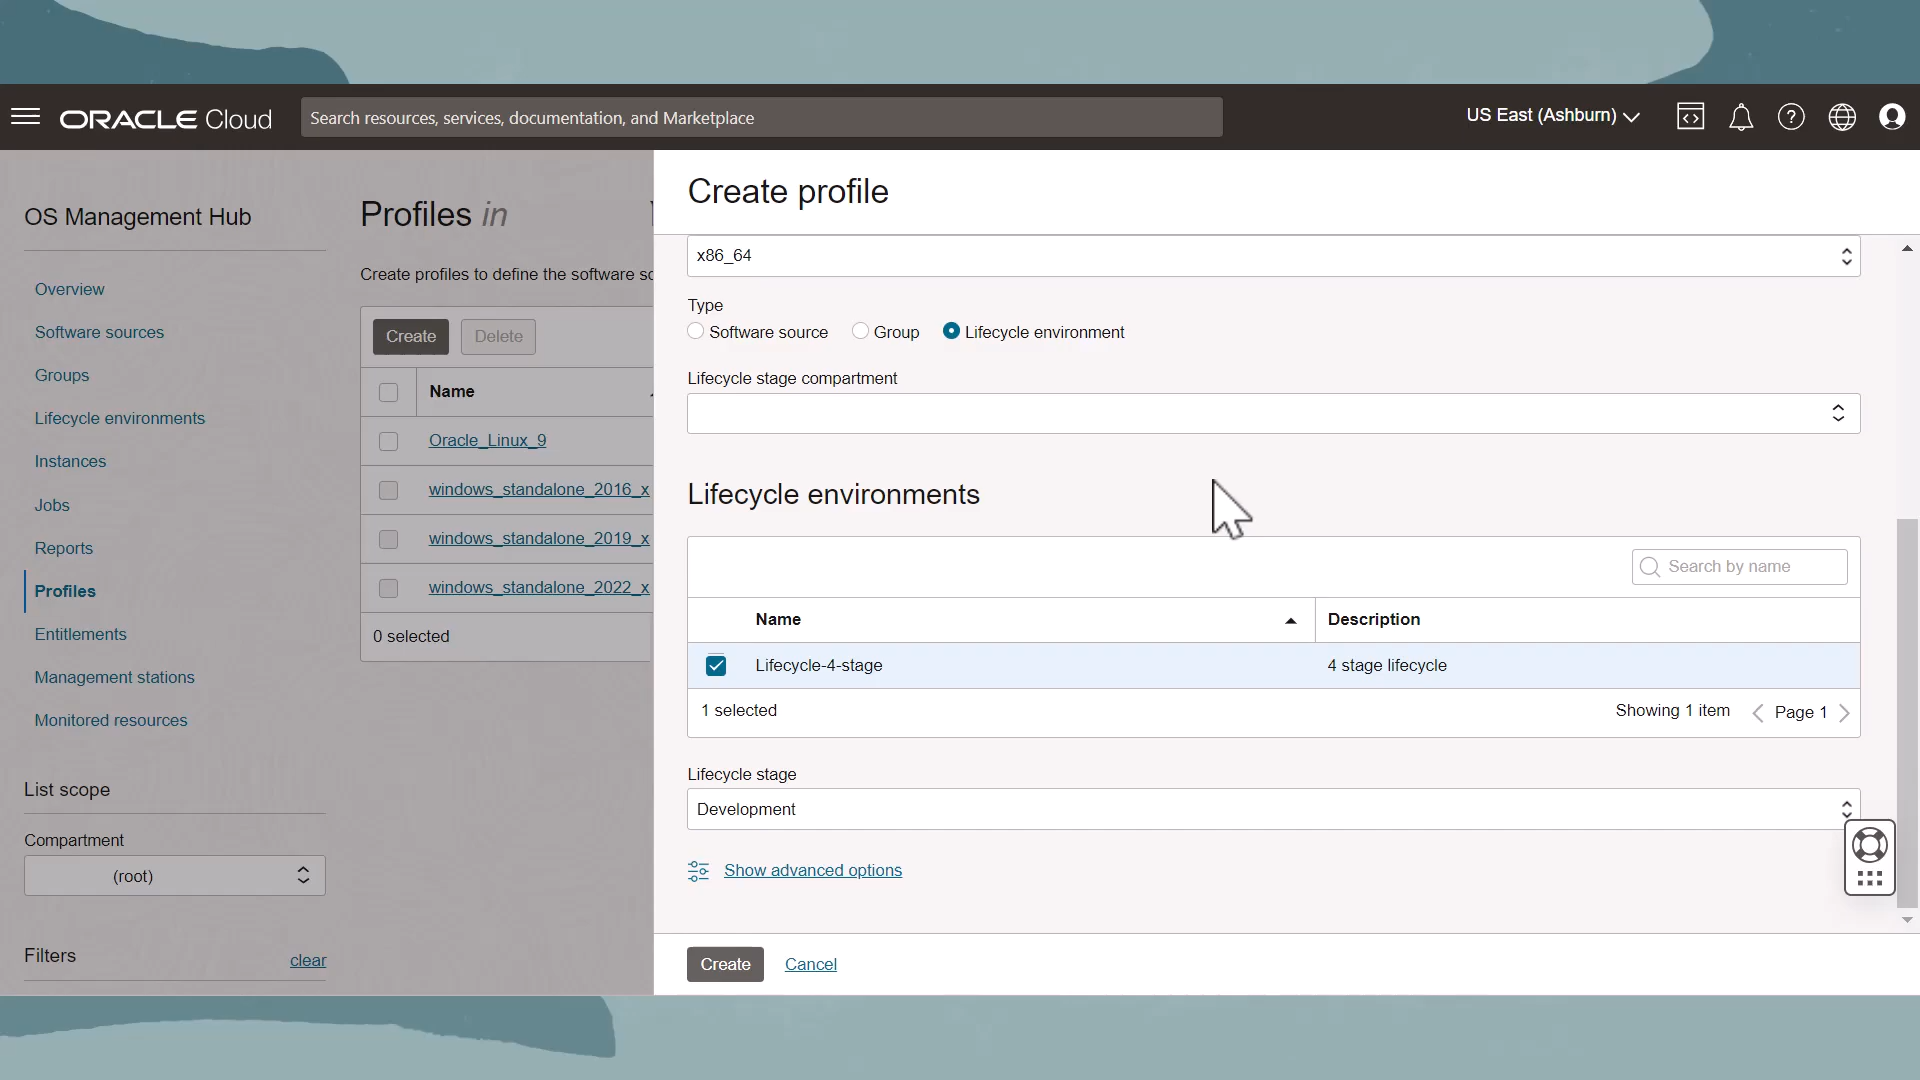 ORACLE Cloud
Search resources, services, documentation, and Marketplace
US East (Ashburn)
OS Management Hub
Overview
Software sources
Groups
Lifecycle environments
Instances
Jobs
Reports
Profiles
Entitlements
Management stations
Monitored resources
List scope
Compartment
(root)
Filters
clear
Profiles in
Create profiles to define the software so
Create
Delete
Name
Oracle_Linux_9
windows_standalone_2016_x
windows_standalone_2019_x
windows_standalone_2022_x
0 selected
Create profile
x86_64
Type
Software source
Group
Lifecycle environment
Lifecycle stage compartment
Lifecycle environments
Search by name
Name
Description
Lifecycle-4-stage
4 stage lifecycle
1 selected
Showing 1 item
Page 1
Lifecycle stage
Development
Show advanced options
Create
Cancel